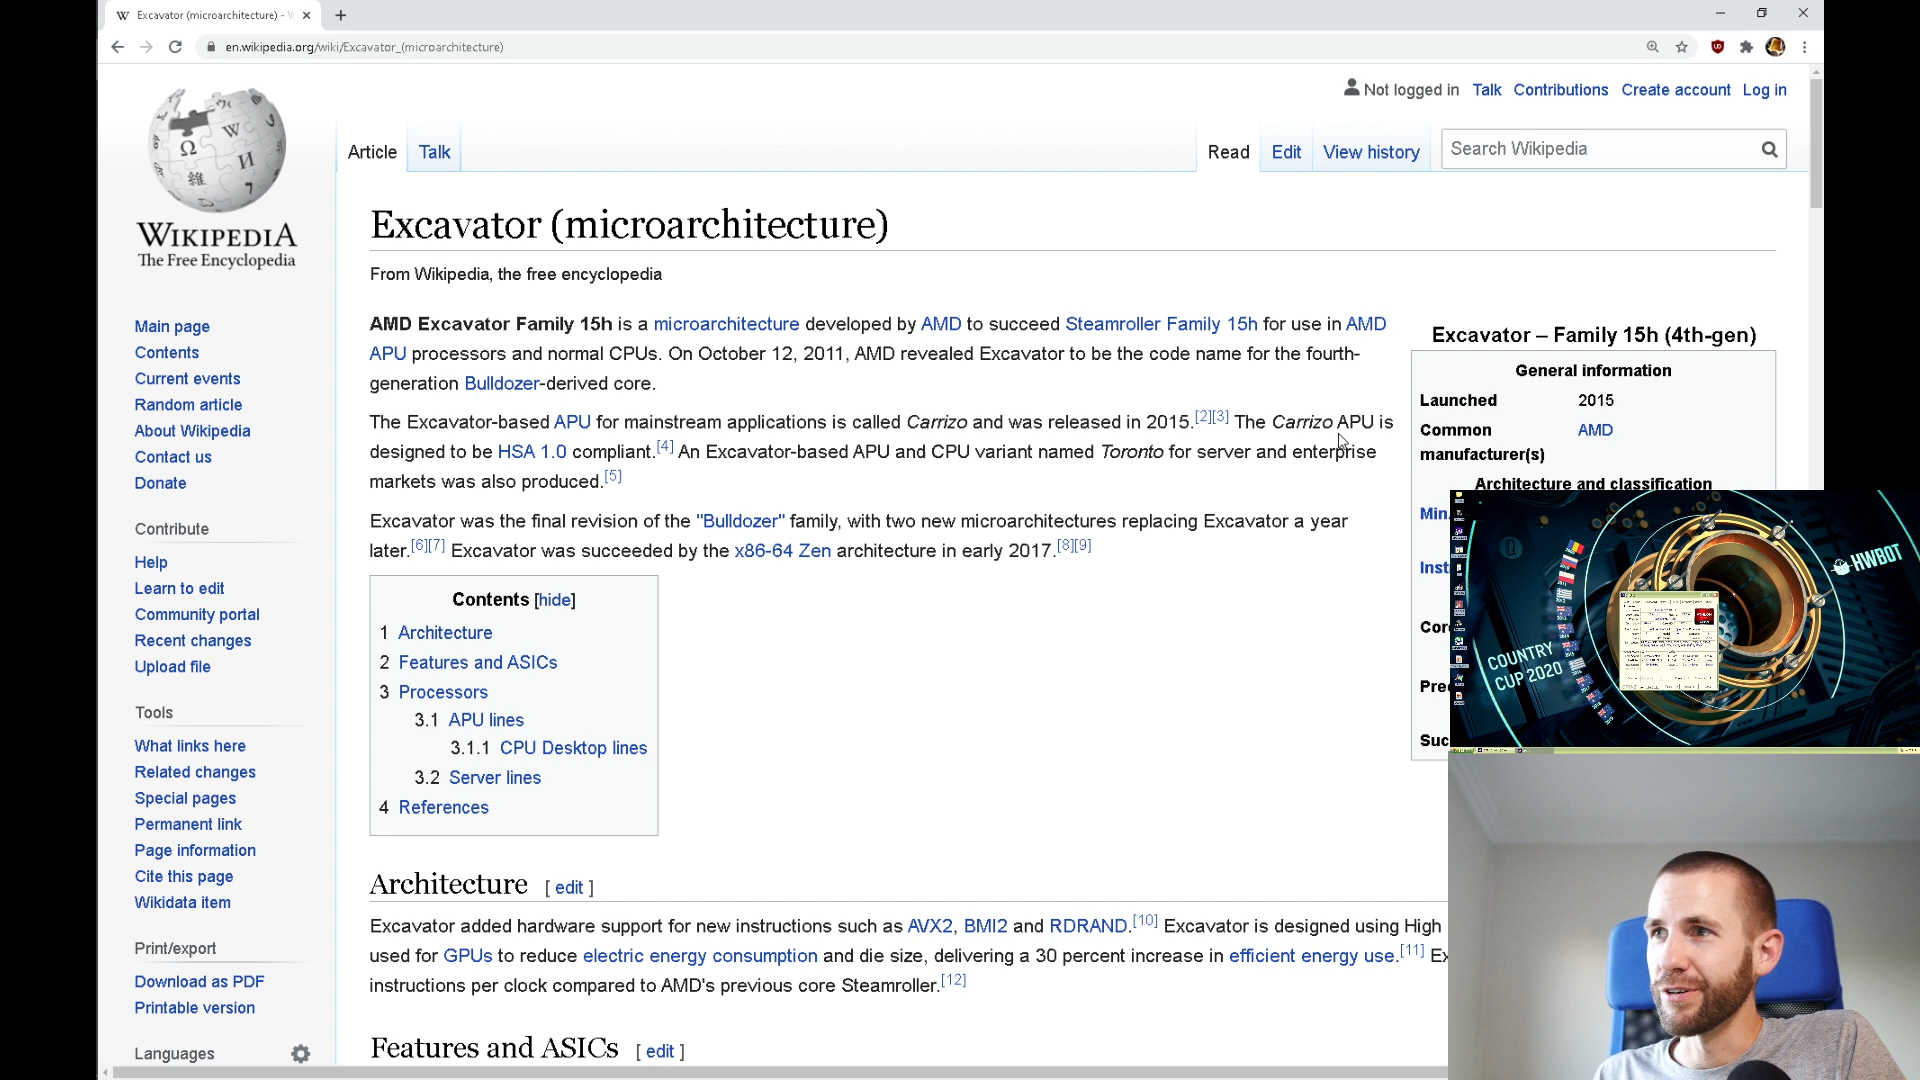 Excavator (microarchitecture) - W
en.wikipedia.org/wiki/Excavator_(microarchitecture)
Not logged in Talk Contributions Create account Log in
Article Talk Read Edit View history Search Wikipedia
WIKIPEDIA
The Free Encyclopedia
Main page
Contents
Current events
Random article
About Wikipedia
Contact us
Donate
Contribute
Help
Learn to edit
Community portal
Recent changes
Upload file
Tools
What links here
Related changes
Special pages
Permanent link
Page information
Cite this page
Wikidata item
Print/export
Download as PDF
Printable version
Languages
Excavator (microarchitecture)
From Wikipedia, the free encyclopedia
AMD Excavator Family 15h is a microarchitecture developed by AMD to succeed Steamroller Family 15h for use in AMD
APU processors and normal CPUs. On October 12, 2011, AMD revealed Excavator to be the code name for the fourth-
generation Bulldozer-derived core.
The Excavator-based APU for mainstream applications is called Carrizo and was released in 2015.[2][3] The Carrizo APU is
designed to be HSA 1.0 compliant.[4] An Excavator-based APU and CPU variant named Toronto for server and enterprise
markets was also produced.[5]
Excavator was the final revision of the "Bulldozer" family, with two new microarchitectures replacing Excavator a year
later.[6][7] Excavator was succeeded by the x86-64 Zen architecture in early 2017.[8][9]
Contents [hide]
1 Architecture
2 Features and ASICs
3 Processors
3.1 APU lines
3.1.1 CPU Desktop lines
3.2 Server lines
4 References
Architecture [ edit ]
Excavator added hardware support for new instructions such as AVX2, BMI2 and RDRAND.[10] Excavator is designed using High
used for GPUs to reduce electric energy consumption and die size, delivering a 30 percent increase in efficient energy use.[11] Ex
instructions per clock compared to AMD's previous core Steamroller.[12]
Features and ASICs [ edit ]
Excavator – Family 15h (4th-gen)
General information
Launched 2015
Common AMD
manufacturer(s)
Architecture and classification
Min.
Inst
Cor
Pre
Suc
HWBOT
COUNTRY
CUP 2020